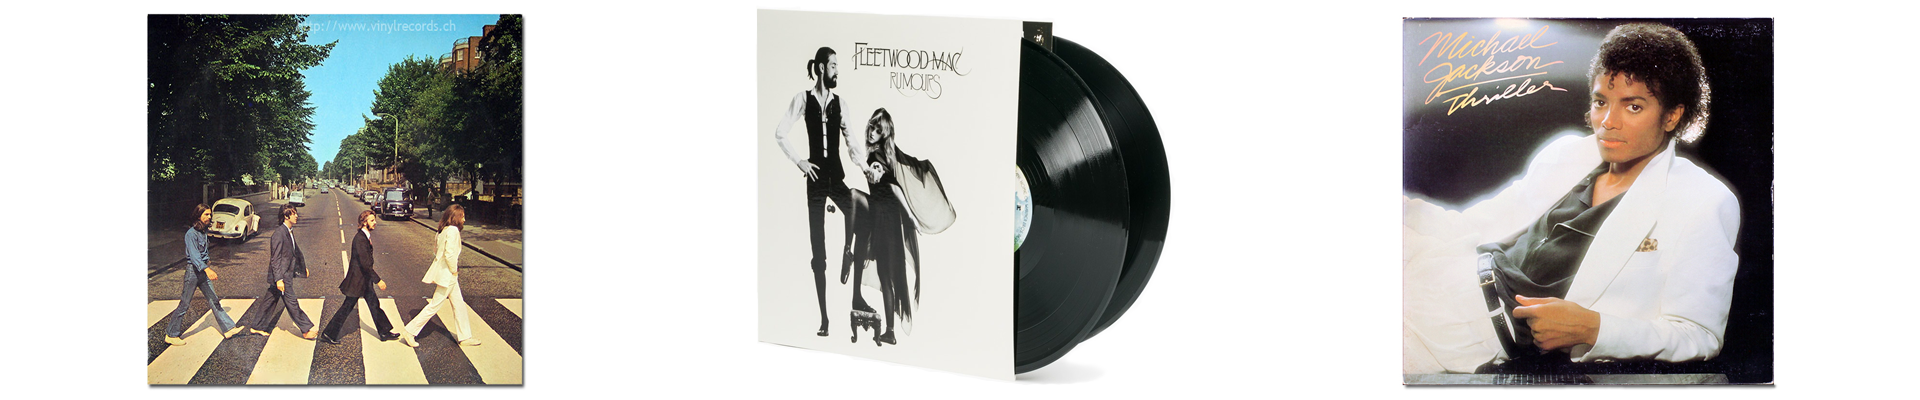 http://www.vinylrecords.ch
FLEETWOOD MAC
RUMOURS
Michael
Jackson
Thriller